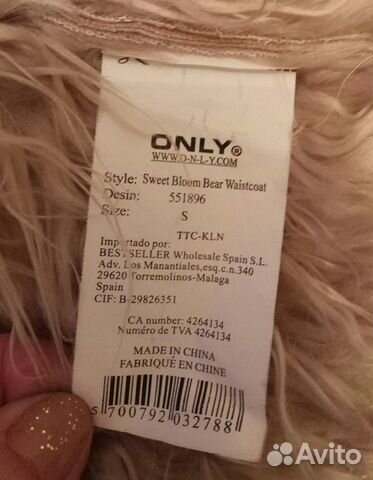 ONLY®
WWW.O-N-L-Y.COM
Style: Sweet Bloom Bear Waistcoat
Desin: 551896
Size: S
TTC-KLN
Importado por:
BESTSELLER Wholesale Spain S.L.
Adv. Los Manantiales,esq.c.n.340
29620 Torremolinos-Malaga
Spain
CIF: B-29826351
CA number: 4264134
Numéro de TVA 4264134
MADE IN CHINA
FABRIQUÉ EN CHINE
5 700792 032788
Avito